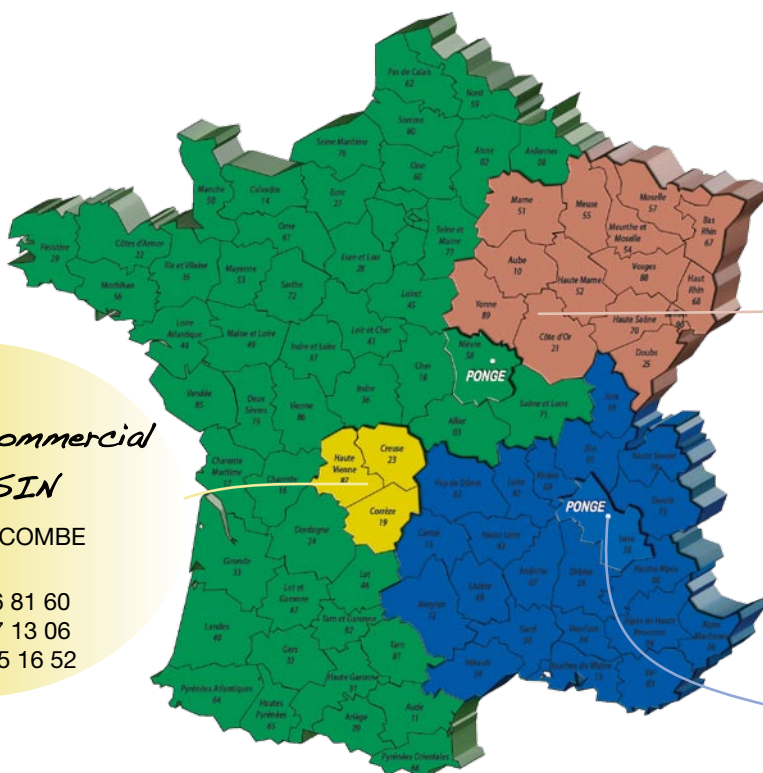 Pas de Calais
62
Nord
59
Somme
80
Seine Maritime
76
Oise
60
Aisne
02
Ardennes
08
Manche
50
Calvados
14
Eure
27
Marne
51
Meuse
55
Moselle
57
Meurthe et
Moselle
54
Bas
Rhin
67
Finistère
29
Côtes d'Armor
22
Ille et Vilaine
35
Orne
61
Eure et Loir
28
Seine et
Marne
77
Aube
10
Haute Marne
52
Vosges
88
Haut
Rhin
68
Morbihan
56
Mayenne
53
Sarthe
72
Loiret
45
Yonne
89
Haute Saône
70
90
Côte d'Or
21
Doubs
25
Loire
Atlantique
44
Maine et Loire
49
Indre et Loire
37
Loir et Cher
41
Cher
18
Nièvre
58
PONGE
Vendée
85
Deux
Sèvres
79
Vienne
86
Indre
36
Allier
03
Saône et Loire
71
Jura
39
Ain
01
Haute Savoie
74
Charente
Maritime
17
Charente
16
Haute
Vienne
87
Creuse
23
Corrèze
19
Puy de Dôme
63
Loire
42
Rhône
69
PONGE
Isère
38
Savoie
73
ommercial
SIN
COMBE
6 81 60
7 13 06
5 16 52
Dordogne
24
Cantal
15
Haute Loire
43
Ardèche
07
Drôme
26
Hautes Alpes
05
Gironde
33
Lot et
Garonne
47
Lot
46
Aveyron
12
Lozère
48
Gard
30
Vaucluse
84
Alpes de Haute
Provence
04
Alpes
Maritimes
06
Landes
40
Gers
32
Tarn et Garonne
82
Tarn
81
Hérault
34
Bouches du Rhône
13
Var
83
Pyrénées Atlantiques
64
Hautes
Pyrénées
65
Haute Garonne
31
Ariège
09
Aude
11
Pyrénées Orientales
66